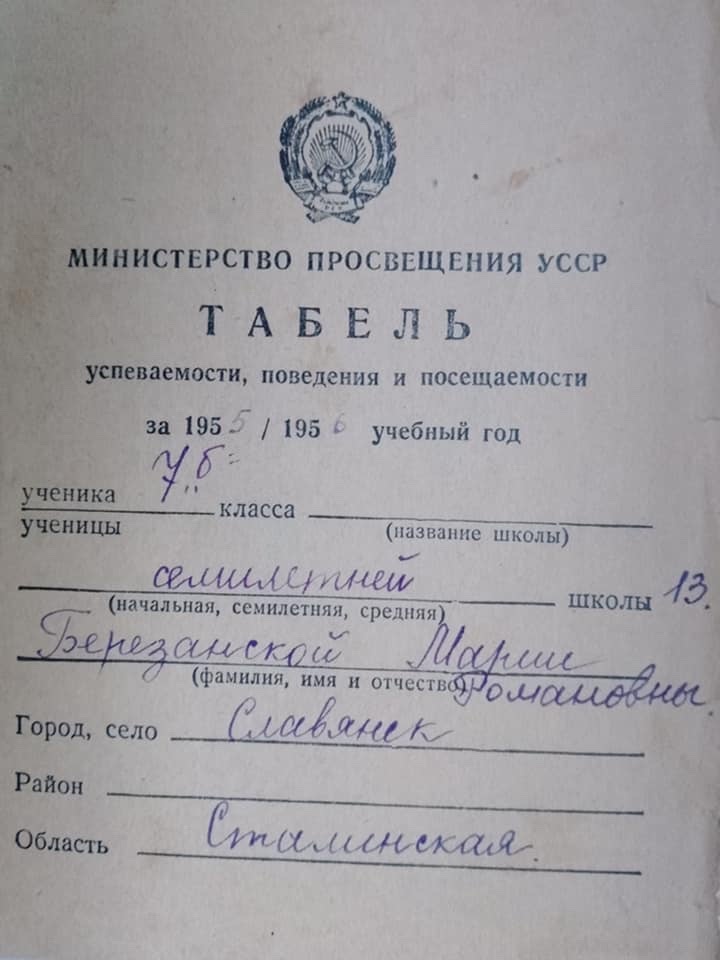 МИНИСТЕРСТВО ПРОСВЕЩЕНИЯ УССР
ТАБЕЛЬ
успеваемости, поведения и посещаемости
за 1955 / 1956 учебный год
7 б
ученика
ученицы
класса
(название школы)
семилетней школы 13.
(начальная, семилетняя, средняя)
Березанской Марии
(фамилия, имя и отчество) Романовны.
Город, село Славянск
Район
Область Сталинская.